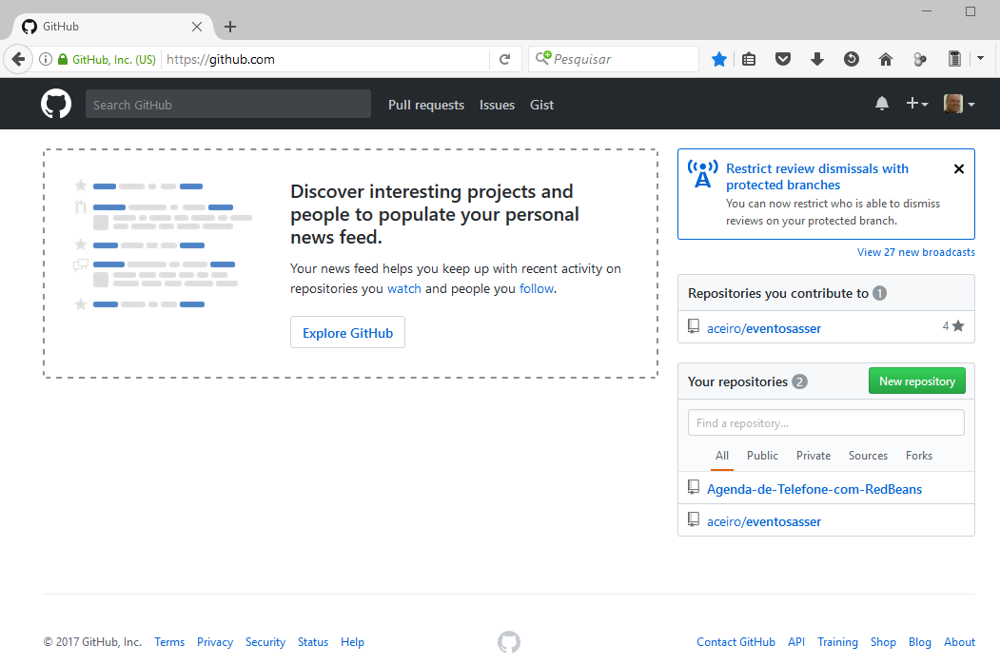 GitHub
GitHub, Inc. (US)
https://github.com
Pesquisar
Search GitHub
Pull requests
Issues
Gist
Discover interesting projects and
people to populate your personal
news feed.
Your news feed helps you keep up with recent activity on
repositories you watch and people you follow.
Explore GitHub
Restrict review dismissals with
protected branches
You can now restrict who is able to dismiss
reviews on your protected branch.
View 27 new broadcasts
Repositories you contribute to 1
aceiro/eventosasser 4
Your repositories 2
New repository
Find a repository...
All Public Private Sources Forks
Agenda-de-Telefone-com-RedBeans
aceiro/eventosasser
© 2017 GitHub, Inc. Terms Privacy Security Status Help
Contact GitHub API Training Shop Blog About